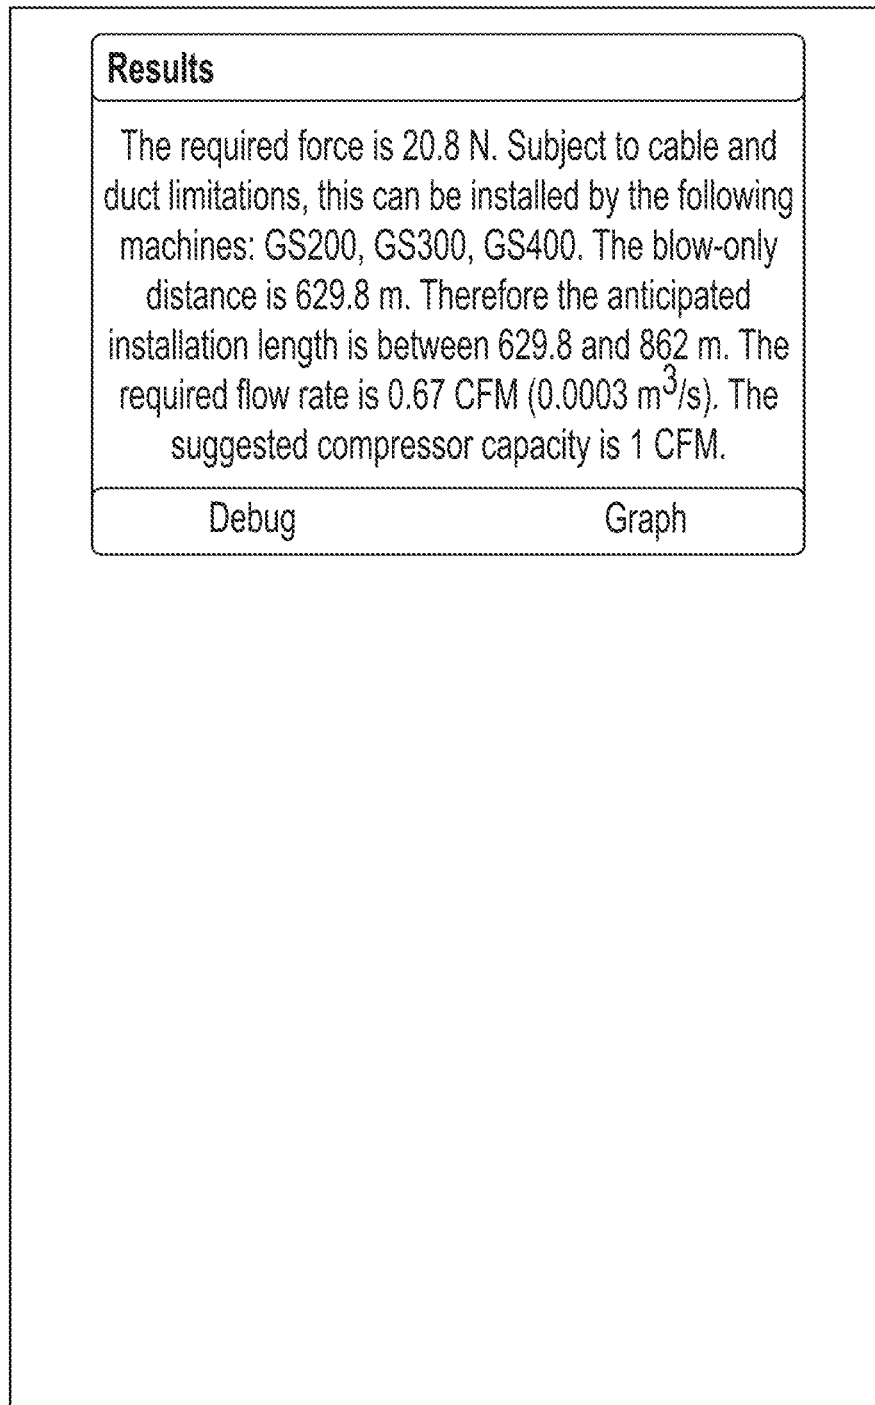 Results
The required force is 20.8 N. Subject to cable and
duct limitations, this can be installed by the following
machines: GS200, GS300, GS400. The blow-only
distance is 629.8 m. Therefore the anticipated
installation length is between 629.8 and 862 m. The
required flow rate is 0.67 CFM (0.0003 m³/s). The
suggested compressor capacity is 1 CFM.
Debug Graph